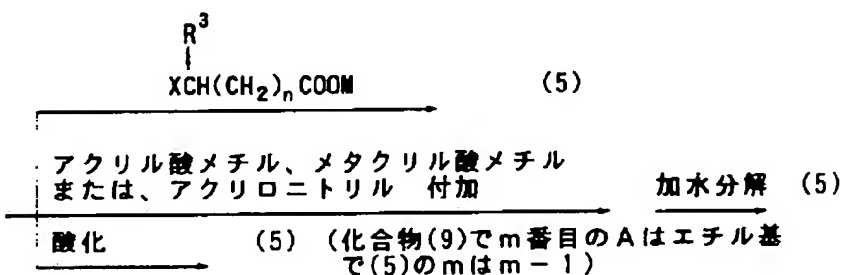 R³
XCH(CH₂)ₙCOOM (5)
アクリル酸メチル、メタクリル酸メチル
または、アクリロニトリル 付加 加水分解 (5)
酸化 (5) (化合物(9)でm番目のAはエチル基
で(5)のmはm-1)